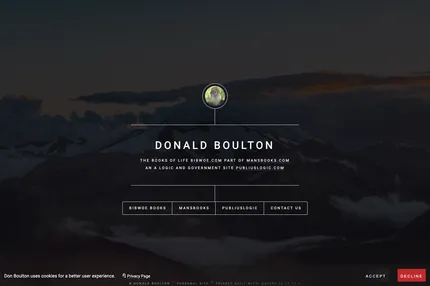 DONALD BOULTON
THE BOOKS OF LIFE BIBWOE.COM PART OF MANSBOOKS.COM
AN A LOGIC AND GOVERNMENT SITE PUBLIUSLOGIC.COM
BIBWOE BOOKS MANSBOOKS PUBLIUSLOGIC CONTACT US
Don Boulton uses cookies for a better user experience. Privacy Page ACCEPT DECLINE
© DONALD BOULTON PERSONAL SITE